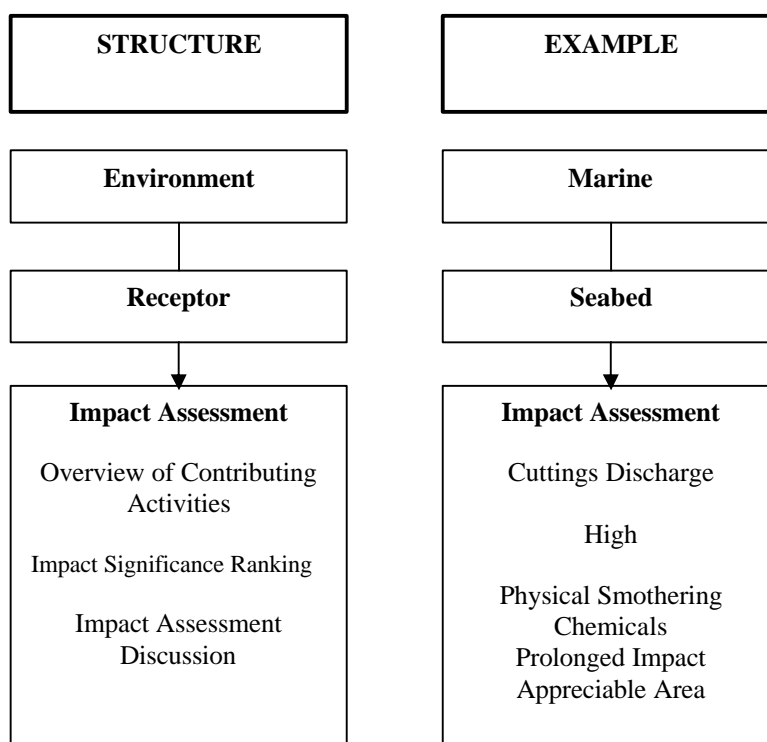 STRUCTURE
Environment
Receptor
Impact Assessment
Overview of Contributing
Activities
Impact Significance Ranking
Impact Assessment
Discussion
EXAMPLE
Marine
Seabed
Impact Assessment
Cuttings Discharge
High
Physical Smothering
Chemicals
Prolonged Impact
Appreciable Area